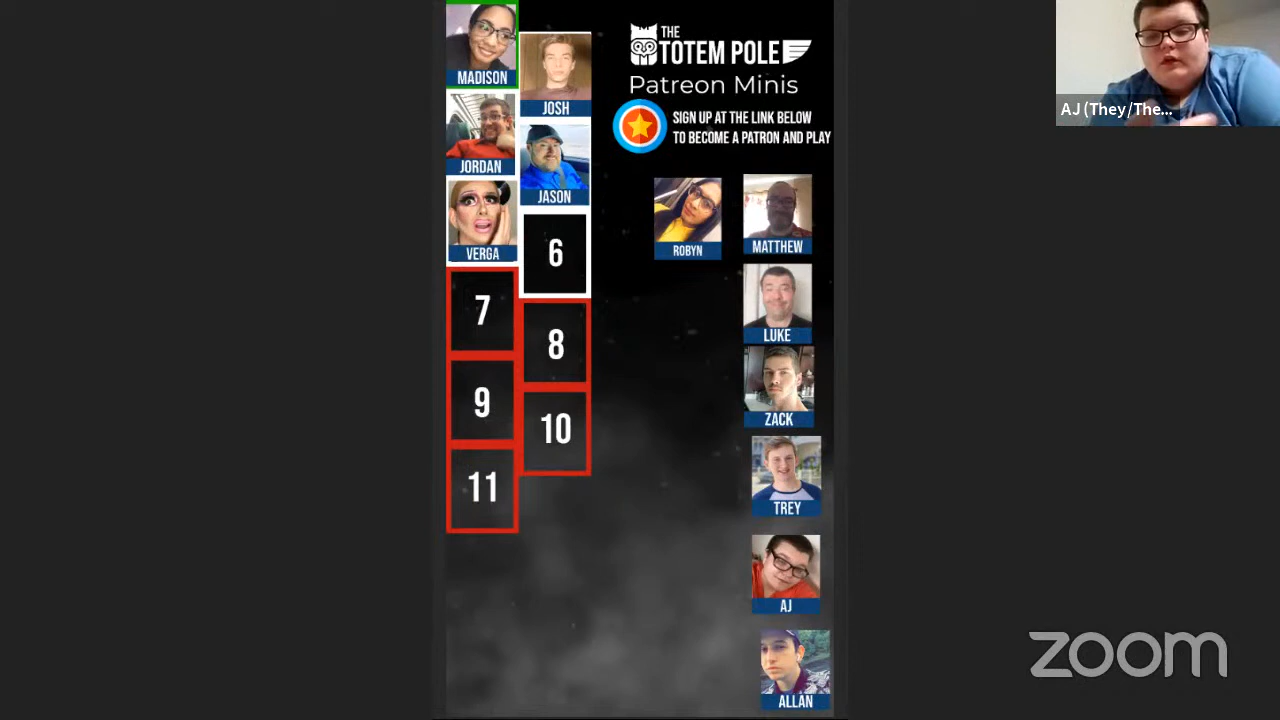 MADISON
JOSH
JORDAN
JASON
VERGA
6
7
8
9
10
11
THE
TOTEM POLE
Patreon Minis
SIGN UP AT THE LINK BELOW
TO BECOME A PATRON AND PLAY
ROBYN
MATTHEW
LUKE
ZACK
TREY
AJ
ALLAN
AJ (They/The...
zoom